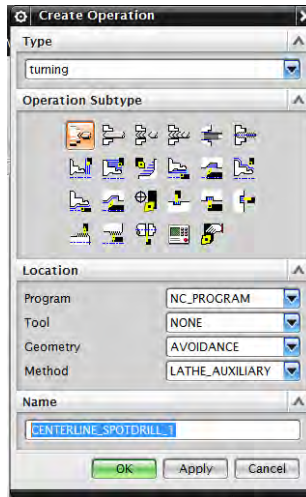 Create Operation
Type
turning
Operation Subtype
Location
Program NC_PROGRAM
Tool NONE
Geometry AVOIDANCE
Method LATHE_AUXILIARY
Name
CENTERLINE_SPOTDRILL_1
OK Apply Cancel